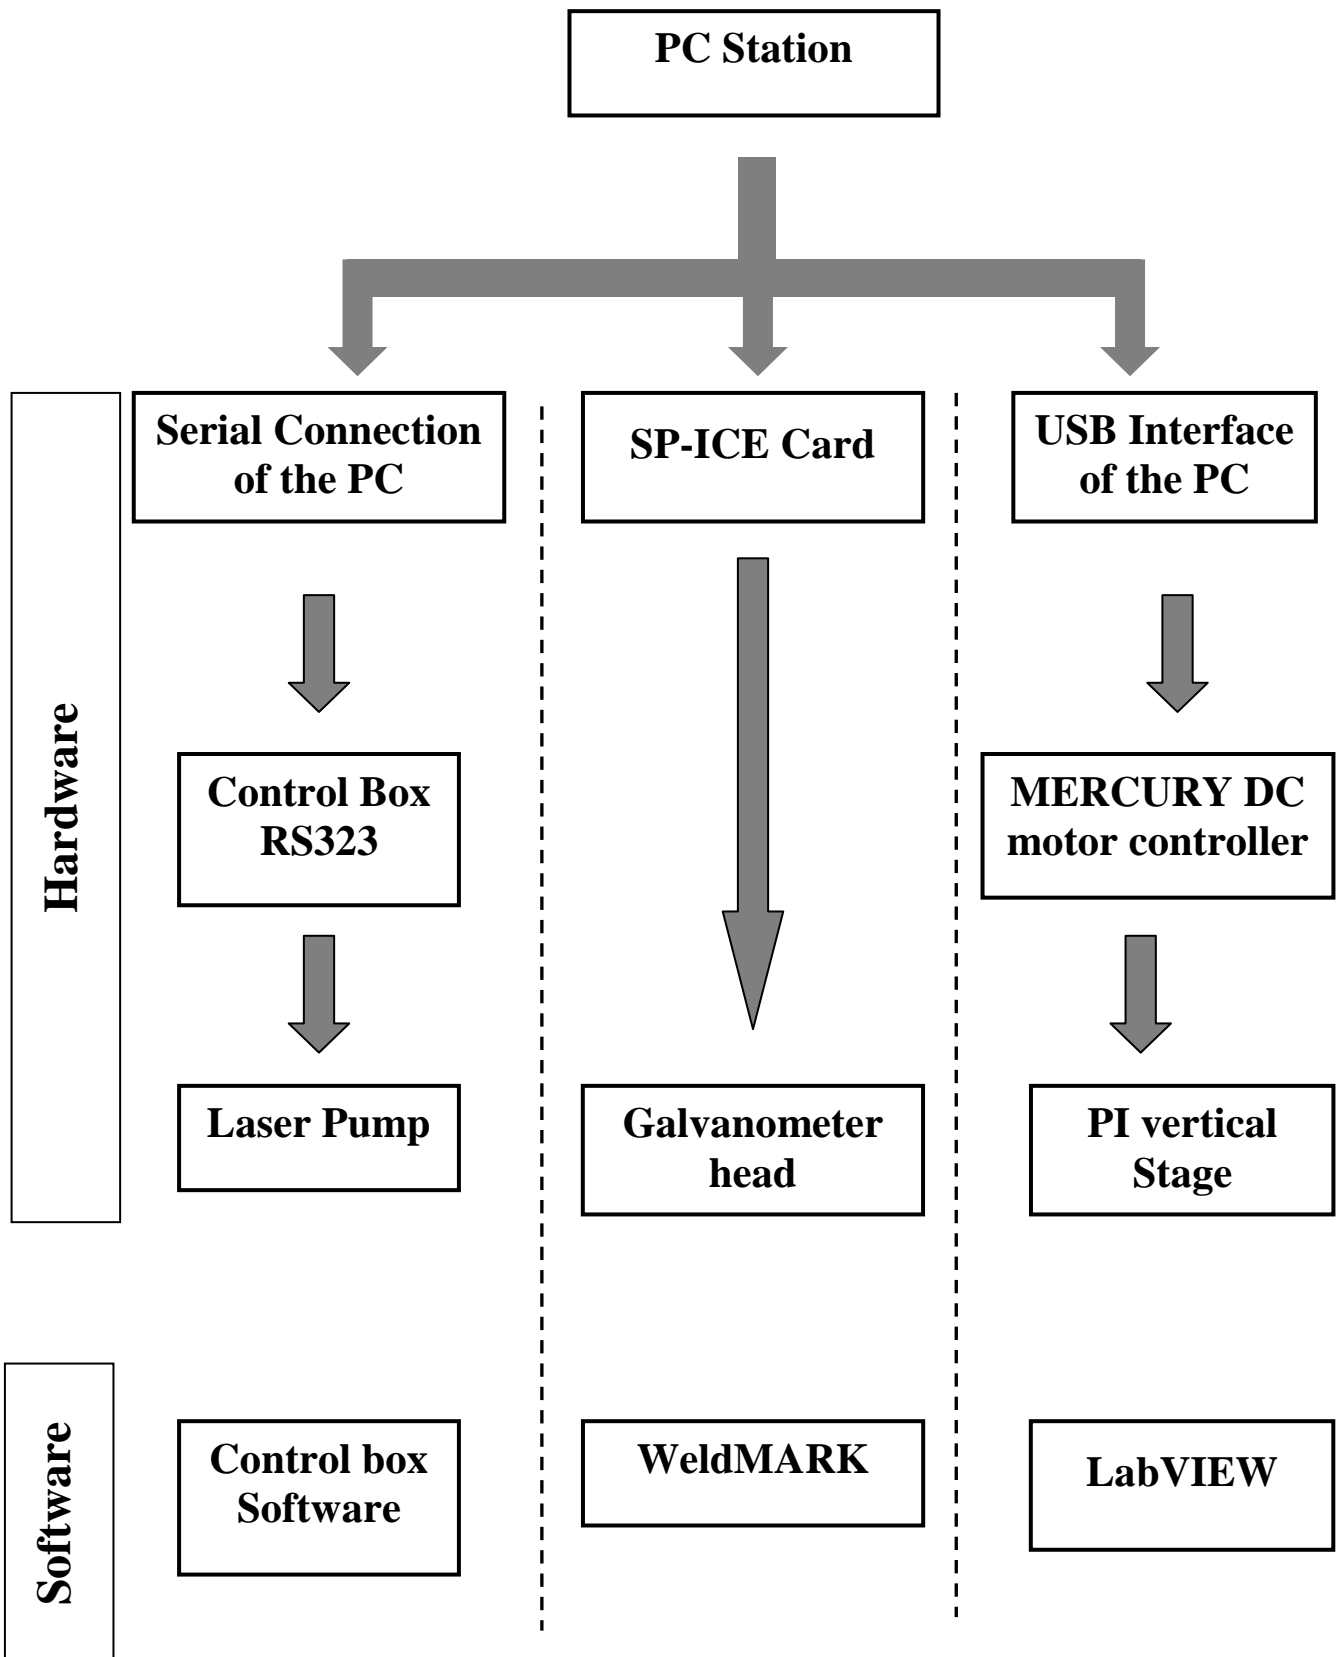 PC Station
Serial Connection
of the PC
SP-ICE Card
USB Interface
of the PC
Hardware
Control Box
RS323
MERCURY DC
motor controller
Laser Pump
Galvanometer
head
PI vertical
Stage
Software
Control box
Software
WeldMARK
LabVIEW